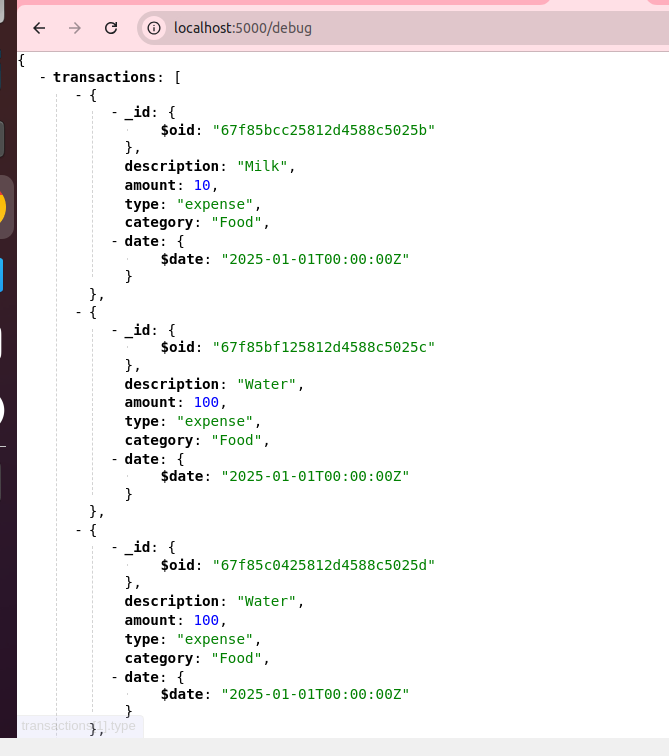 localhost:5000/debug
{
- transactions: [
- {
- _id: {
$oid: "67f85bcc25812d4588c5025b"
},
description: "Milk",
amount: 10,
type: "expense",
category: "Food",
- date: {
$date: "2025-01-01T00:00:00Z"
}
},
- {
- _id: {
$oid: "67f85bf125812d4588c5025c"
},
description: "Water",
amount: 100,
type: "expense",
category: "Food",
- date: {
$date: "2025-01-01T00:00:00Z"
}
},
- {
- _id: {
$oid: "67f85c0425812d4588c5025d"
},
description: "Water",
amount: 100,
type: "expense",
category: "Food",
- date: {
$date: "2025-01-01T00:00:00Z"
}
},
transactions[1].type